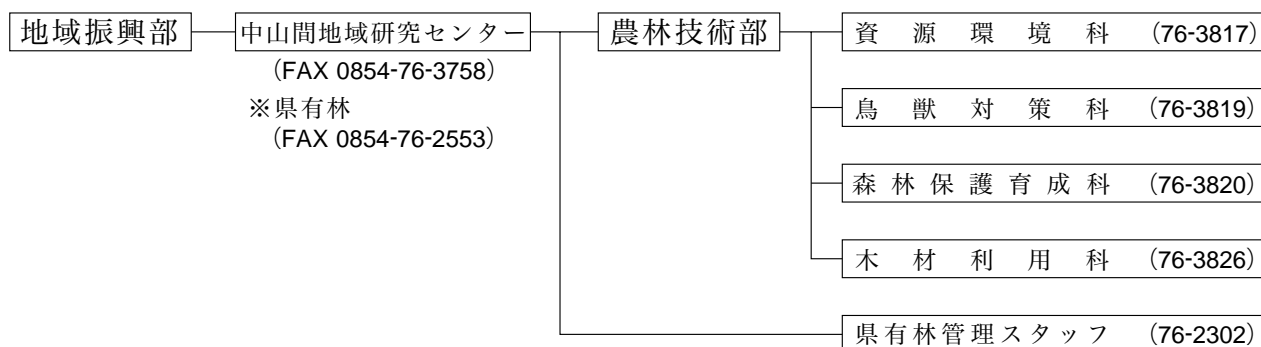 地域振興部 中山間地域研究センター 農林技術部 資源環境科 (76-3817)
(FAX 0854-76-3758)
※県有林
(FAX 0854-76-2553)
鳥獣対策科 (76-3819)
森林保護育成科 (76-3820)
木材利用科 (76-3826)
県有林管理スタッフ (76-2302)